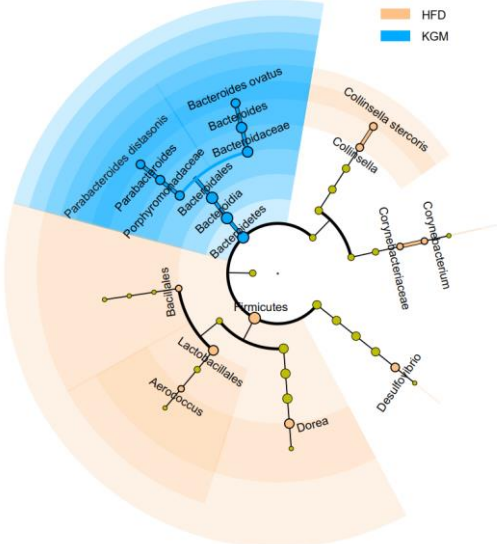 HFD
KGM
Bacteroides ovatus
Bacteroides
Bacteroidaceae
Parabacteroides distasonis
Parabacteroides
Porphyromonadaceae
Bacteroidales
Bacteroidia
Bacteroidetes
Collinsella stercoris
Collinsella
Corynebacteriaceae
Corynebacterium
Firmicutes
Bacillales
Lactobacillales
Aerococcus
Dorea
Desulfovibrio